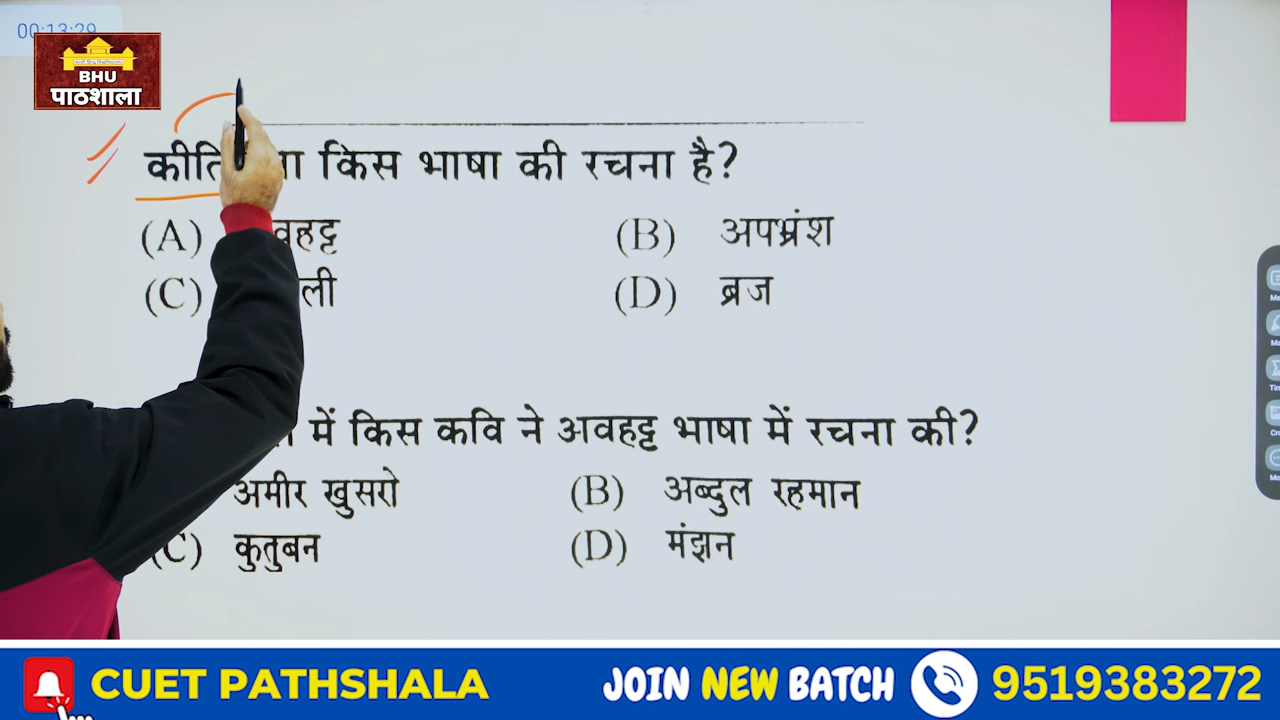 00:13:29
BHU
पाठशाला
किस भाषा की रचना है?
(A)
(B) अपभ्रंश
(C)
(D) ब्रज
में किस कवि ने अवहट्ट भाषा में रचना की?
अमीर खुसरो (B) अब्दुल रहमान
(C) कुतुबन (D) मंझन
CUET PATHSHALA JOIN NEW BATCH 9519383272